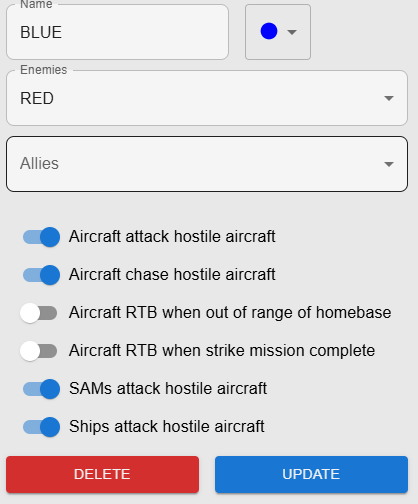 Name
BLUE
Enemies
RED
Allies
Aircraft attack hostile aircraft
Aircraft chase hostile aircraft
Aircraft RTB when out of range of homebase
Aircraft RTB when strike mission complete
SAMs attack hostile aircraft
Ships attack hostile aircraft
DELETE
UPDATE